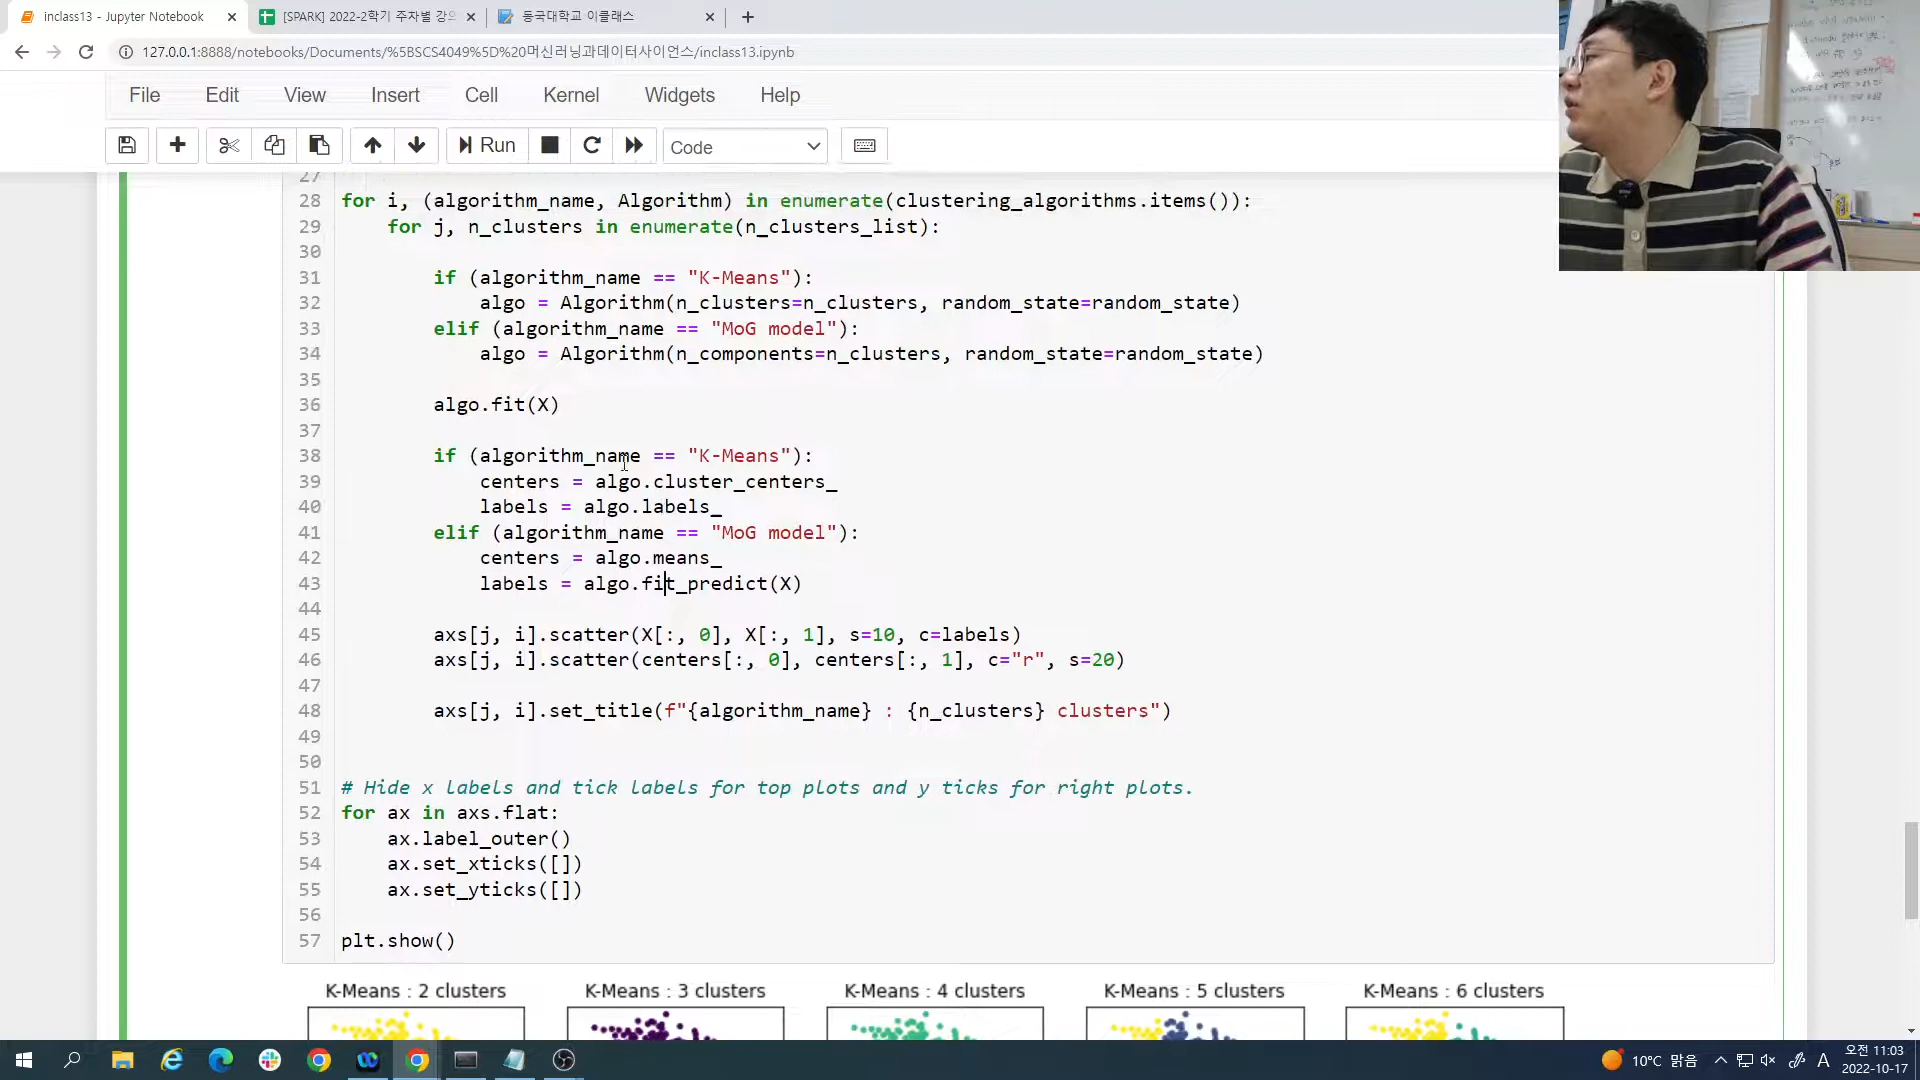 inclass13 - Jupyter Notebook
[SPARK] 2022-2학기 주차별 강의
동국대학교 이클래스
127.0.0.1:8888/notebooks/Documents/%5BSCS4049%5D%20머신러닝과데이터사이언스/inclass13.ipynb
File Edit View Insert Cell Kernel Widgets Help
Run Code
27
28 for i, (algorithm_name, Algorithm) in enumerate(clustering_algorithms.items()):
29 for j, n_clusters in enumerate(n_clusters_list):
30
31 if (algorithm_name == "K-Means"):
32 algo = Algorithm(n_clusters=n_clusters, random_state=random_state)
33 elif (algorithm_name == "MoG model"):
34 algo = Algorithm(n_components=n_clusters, random_state=random_state)
35
36 algo.fit(X)
37
38 if (algorithm_name == "K-Means"):
39 centers = algo.cluster_centers_
40 labels = algo.labels_
41 elif (algorithm_name == "MoG model"):
42 centers = algo.means_
43 labels = algo.fit_predict(X)
44
45 axs[j, i].scatter(X[:, 0], X[:, 1], s=10, c=labels)
46 axs[j, i].scatter(centers[:, 0], centers[:, 1], c="r", s=20)
47
48 axs[j, i].set_title(f"{algorithm_name} : {n_clusters} clusters")
49
50
51 # Hide x labels and tick labels for top plots and y ticks for right plots.
52 for ax in axs.flat:
53 ax.label_outer()
54 ax.set_xticks([])
55 ax.set_yticks([])
56
57 plt.show()
K-Means : 2 clusters K-Means : 3 clusters K-Means : 4 clusters K-Means : 5 clusters K-Means : 6 clusters
10°C 맑음 A 오전 11:03
2022-10-17